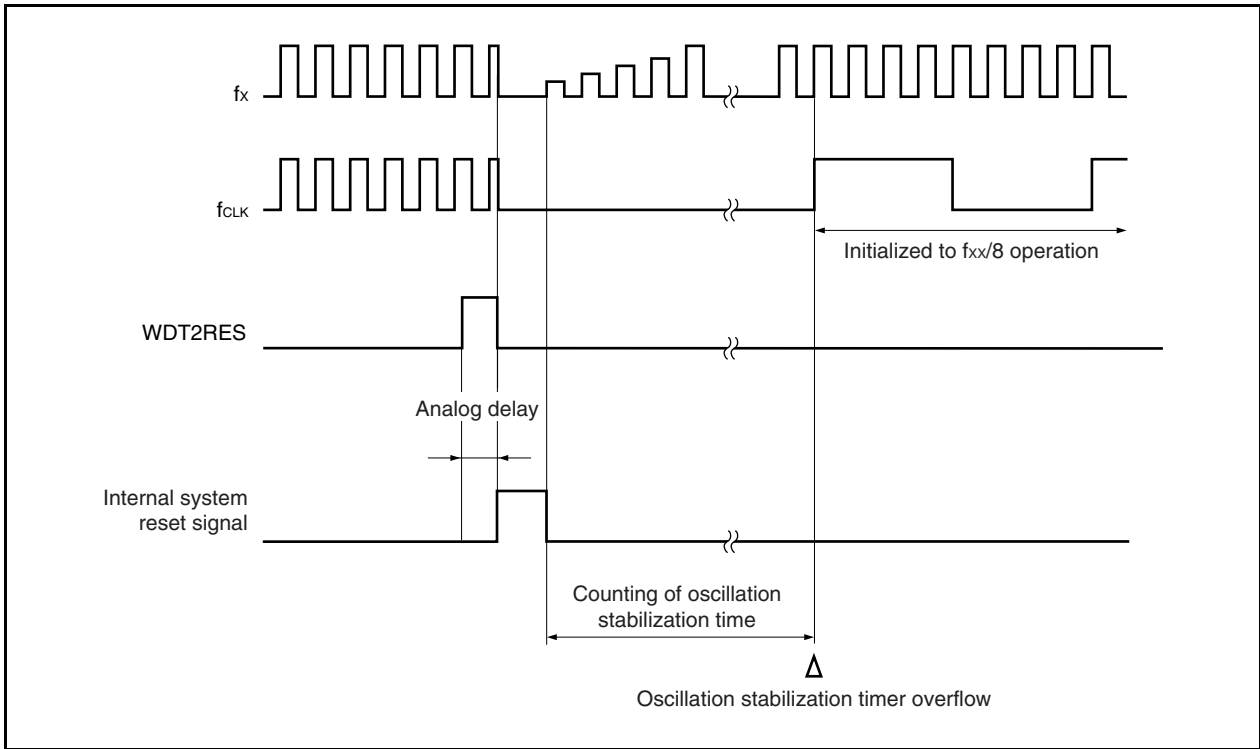 fx
fCLK
Initialized to fxx/8 operation
WDT2RES
Analog delay
Internal system
reset signal
Counting of oscillation
stabilization time
Oscillation stabilization timer overflow